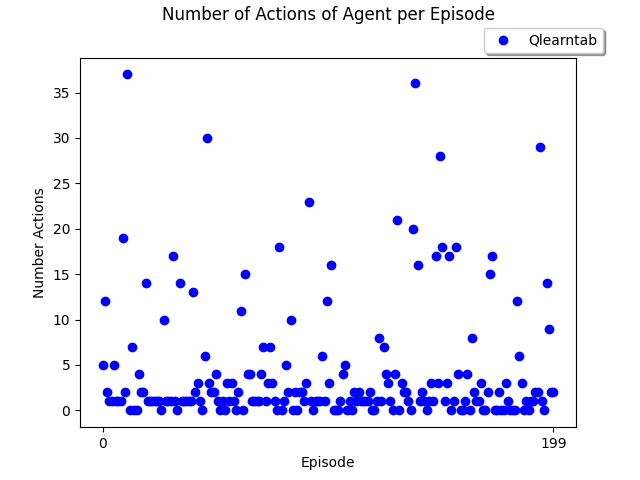 Number of Actions of Agent per Episode
Qlearntab
35
30
25
20
15
10
5
0
Number Actions
0
199
Episode